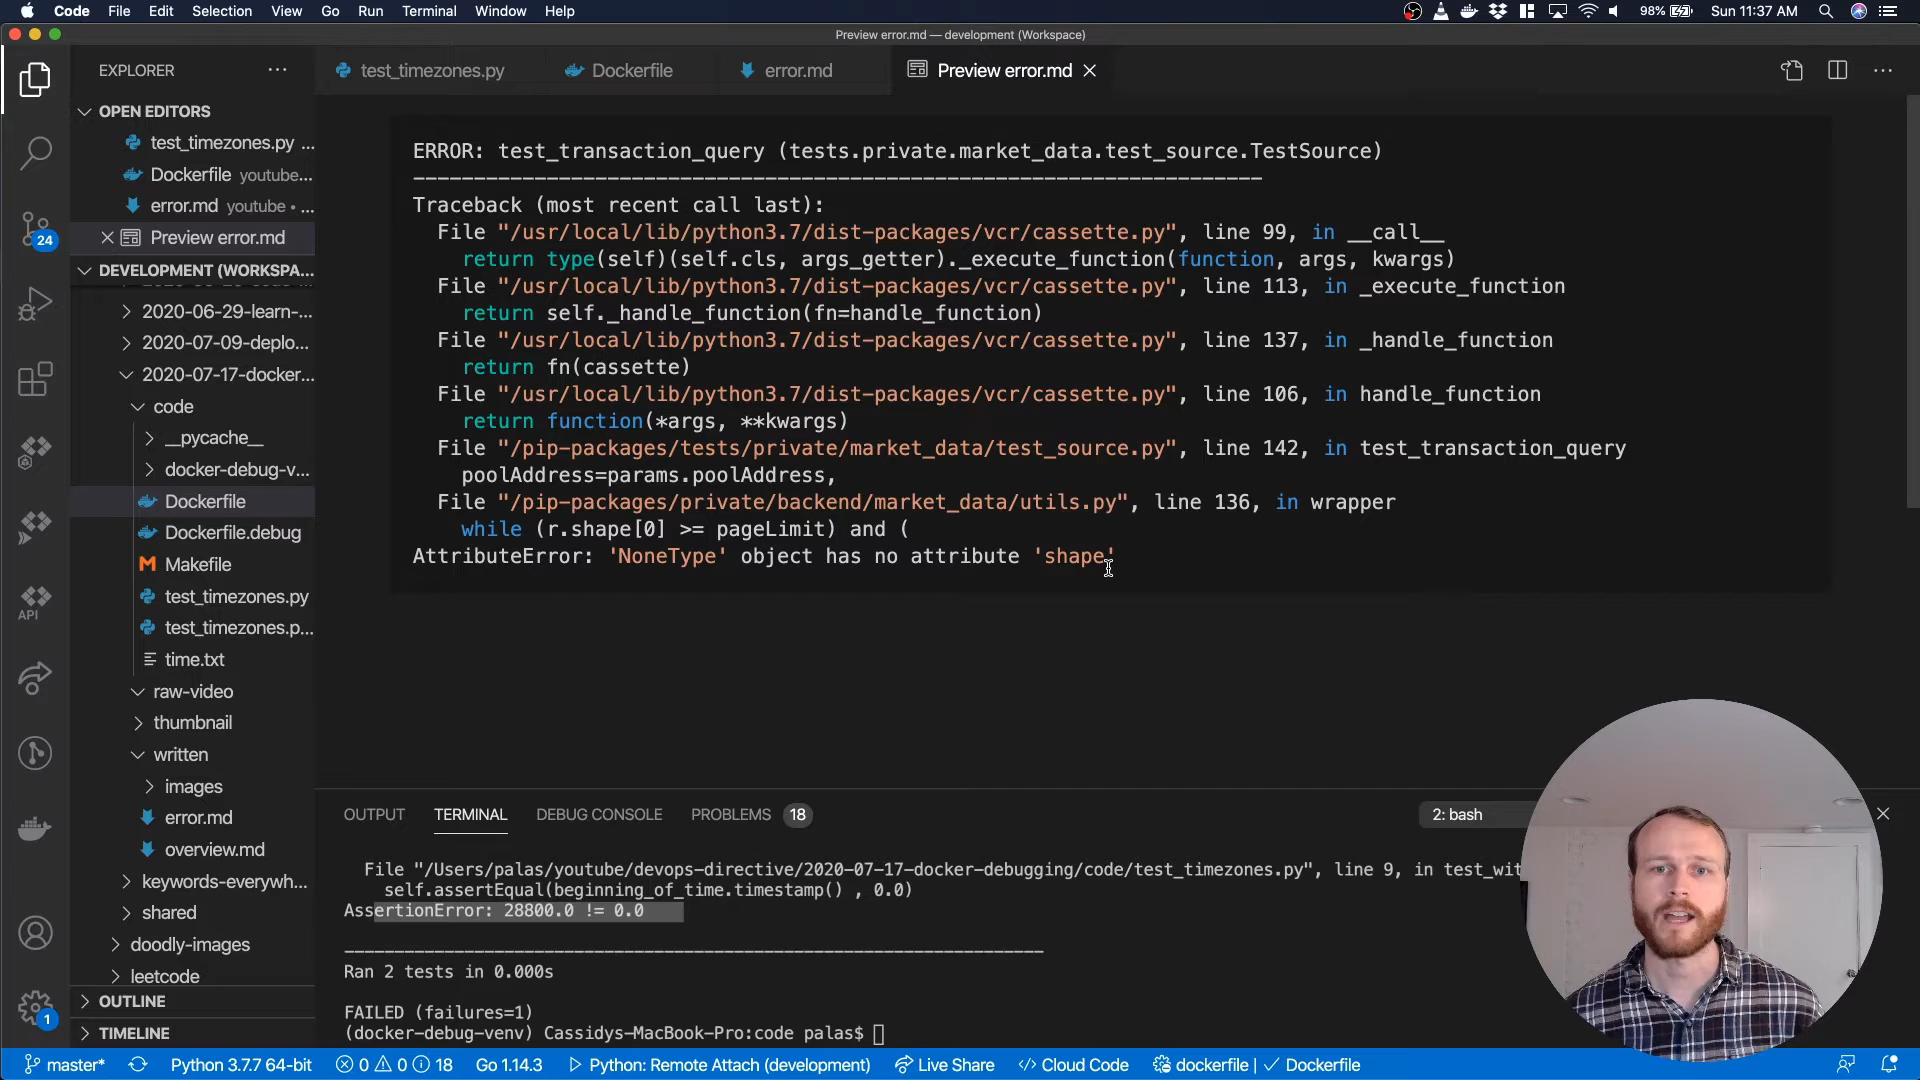 Code File Edit Selection View Go Run Terminal Window Help 98% Sun 11:37 AM
Preview error.md — development (Workspace)
EXPLORER
test_timezones.py Dockerfile error.md Preview error.md
OPEN EDITORS
test_timezones.py ...
Dockerfile youtube...
error.md youtube • ...
Preview error.md
DEVELOPMENT (WORKSPA...
2020-06-29-learn-...
2020-07-09-deplo...
2020-07-17-docker...
code
__pycache__
docker-debug-v...
Dockerfile
Dockerfile.debug
Makefile
test_timezones.py
test_timezones.p...
time.txt
raw-video
thumbnail
written
images
error.md
overview.md
keywords-everywh...
shared
doodly-images
leetcode
OUTLINE
TIMELINE
24
API
1
ERROR: test_transaction_query (tests.private.market_data.test_source.TestSource)
----------------------------------------------------------------------
Traceback (most recent call last):
File "/usr/local/lib/python3.7/dist-packages/vcr/cassette.py", line 99, in __call__
return type(self)(self.cls, args_getter)._execute_function(function, args, kwargs)
File "/usr/local/lib/python3.7/dist-packages/vcr/cassette.py", line 113, in _execute_function
return self._handle_function(fn=handle_function)
File "/usr/local/lib/python3.7/dist-packages/vcr/cassette.py", line 137, in _handle_function
return fn(cassette)
File "/usr/local/lib/python3.7/dist-packages/vcr/cassette.py", line 106, in handle_function
return function(*args, **kwargs)
File "/pip-packages/tests/private/market_data/test_source.py", line 142, in test_transaction_query
poolAddress=params.poolAddress,
File "/pip-packages/private/backend/market_data/utils.py", line 136, in wrapper
while (r.shape[0] >= pageLimit) and (
AttributeError: 'NoneType' object has no attribute 'shape'
OUTPUT TERMINAL DEBUG CONSOLE PROBLEMS 18 2: bash
File "/Users/palas/youtube/devops-directive/2020-07-17-docker-debugging/code/test_timezones.py", line 9, in test_wit
self.assertEqual(beginning_of_time.timestamp() , 0.0)
AssertionError: 28800.0 != 0.0
----------------------------------------------------------------------
Ran 2 tests in 0.000s
FAILED (failures=1)
(docker-debug-venv) Cassidys-MacBook-Pro:code palas$
master* Python 3.7.7 64-bit 0 0 18 Go 1.14.3 Python: Remote Attach (development) Live Share Cloud Code dockerfile | ✓ Dockerfile